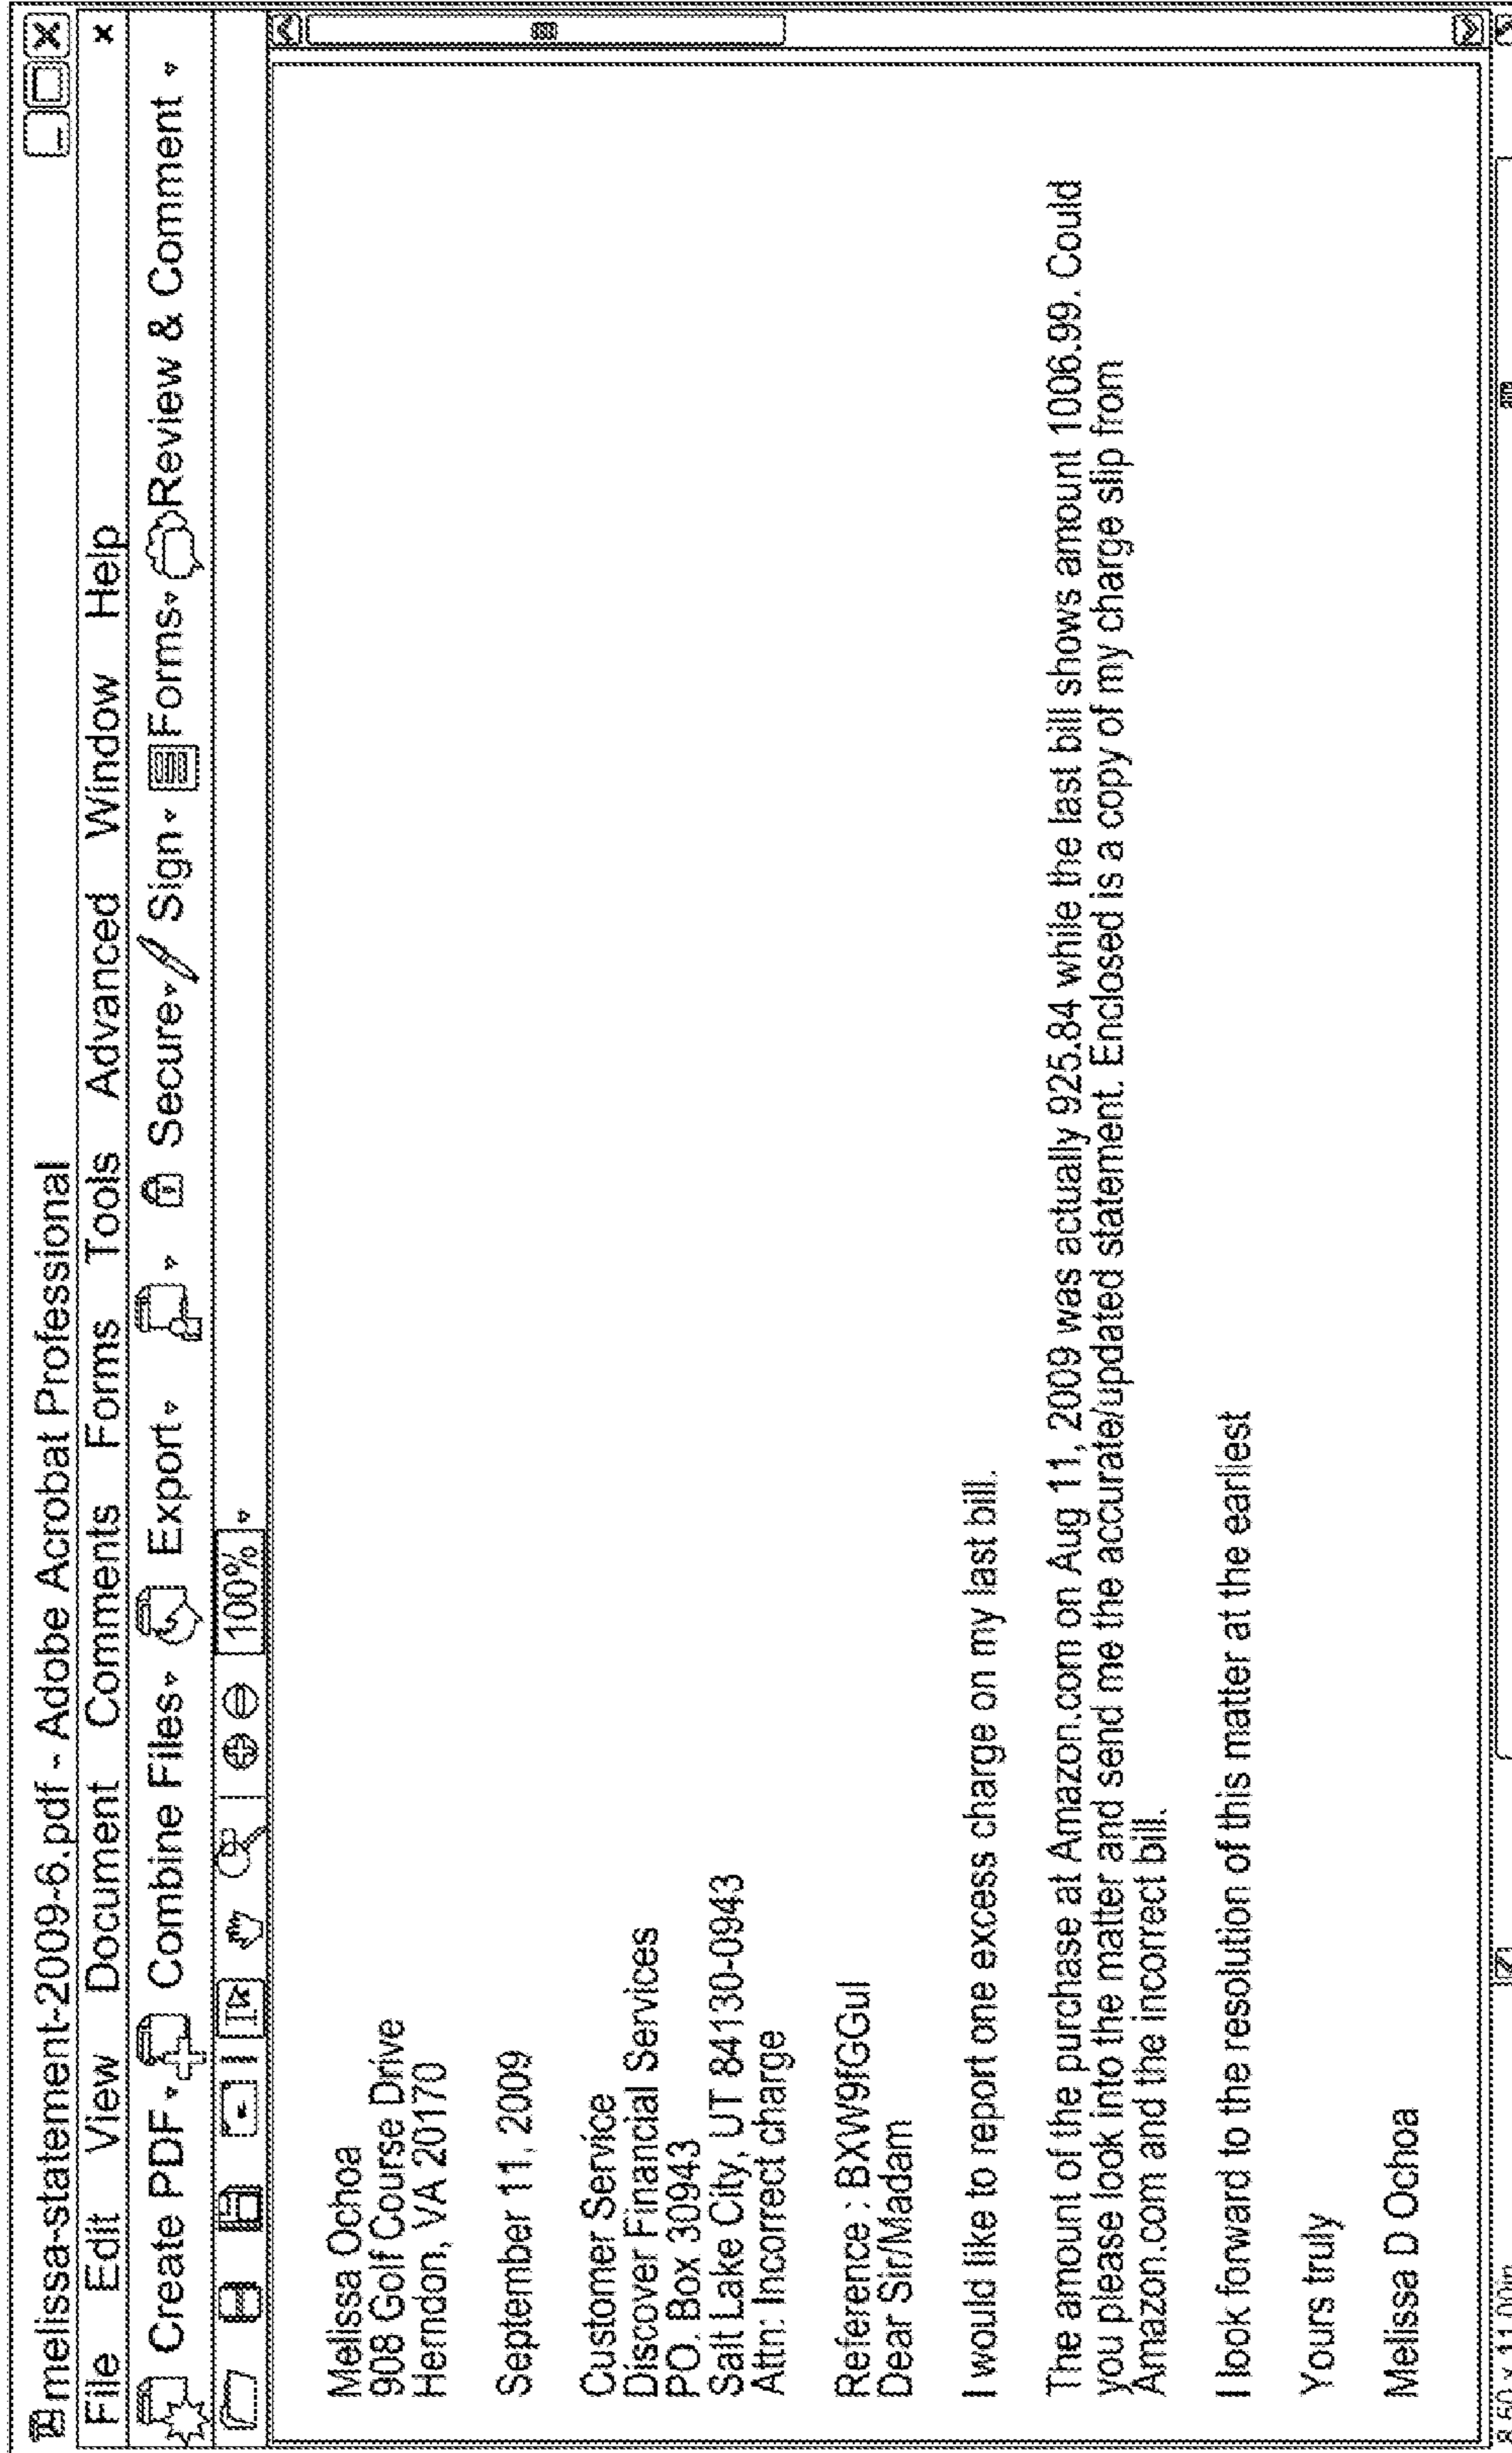 melissa-statement-2009-6.pdf - Adobe Acrobat Professional
File Edit View Document Comments Forms Tools Advanced Window Help
Create PDF Combine Files Export Secure Sign Forms Review & Comment
100%
Melissa Ochoa
908 Golf Course Drive
Herndon, VA 20170
September 11, 2009
Customer Service
Discover Financial Services
PO. Box 30943
Salt Lake City, UT 84130-0943
Attn: Incorrect charge
Reference : BXW9fGGul
Dear Sir/Madam
I would like to report one excess charge on my last bill.
The amount of the purchase at Amazon.com on Aug 11, 2009 was actually 925.84 while the last bill shows amount 1006.99. Could
you please look into the matter and send me the accurate/updated statement. Enclosed is a copy of my charge slip from
Amazon.com and the incorrect bill.
I look forward to the resolution of this matter at the earliest
Yours truly
Melissa D Ochoa
8.50 x 11.00in